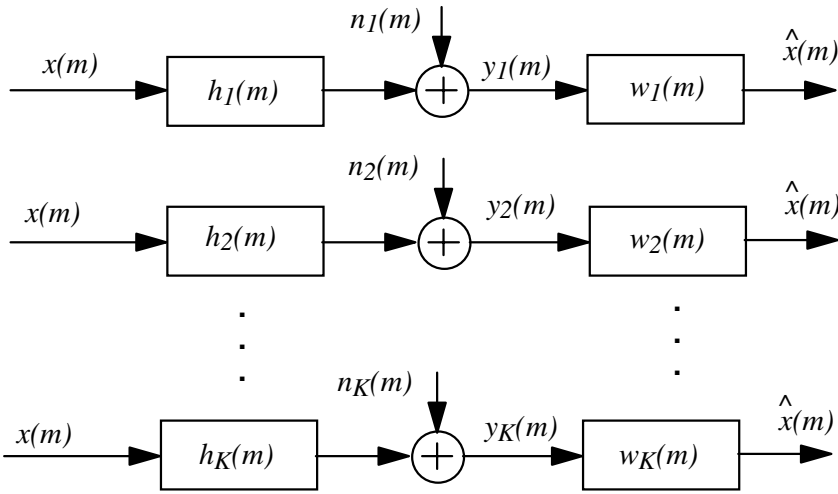 n1(m)
x(m) h1(m) + y1(m) w1(m) x̂(m)
n2(m)
x(m) h2(m) + y2(m) w2(m) x̂(m)
nK(m)
x(m) hK(m) + yK(m) wK(m) x̂(m)